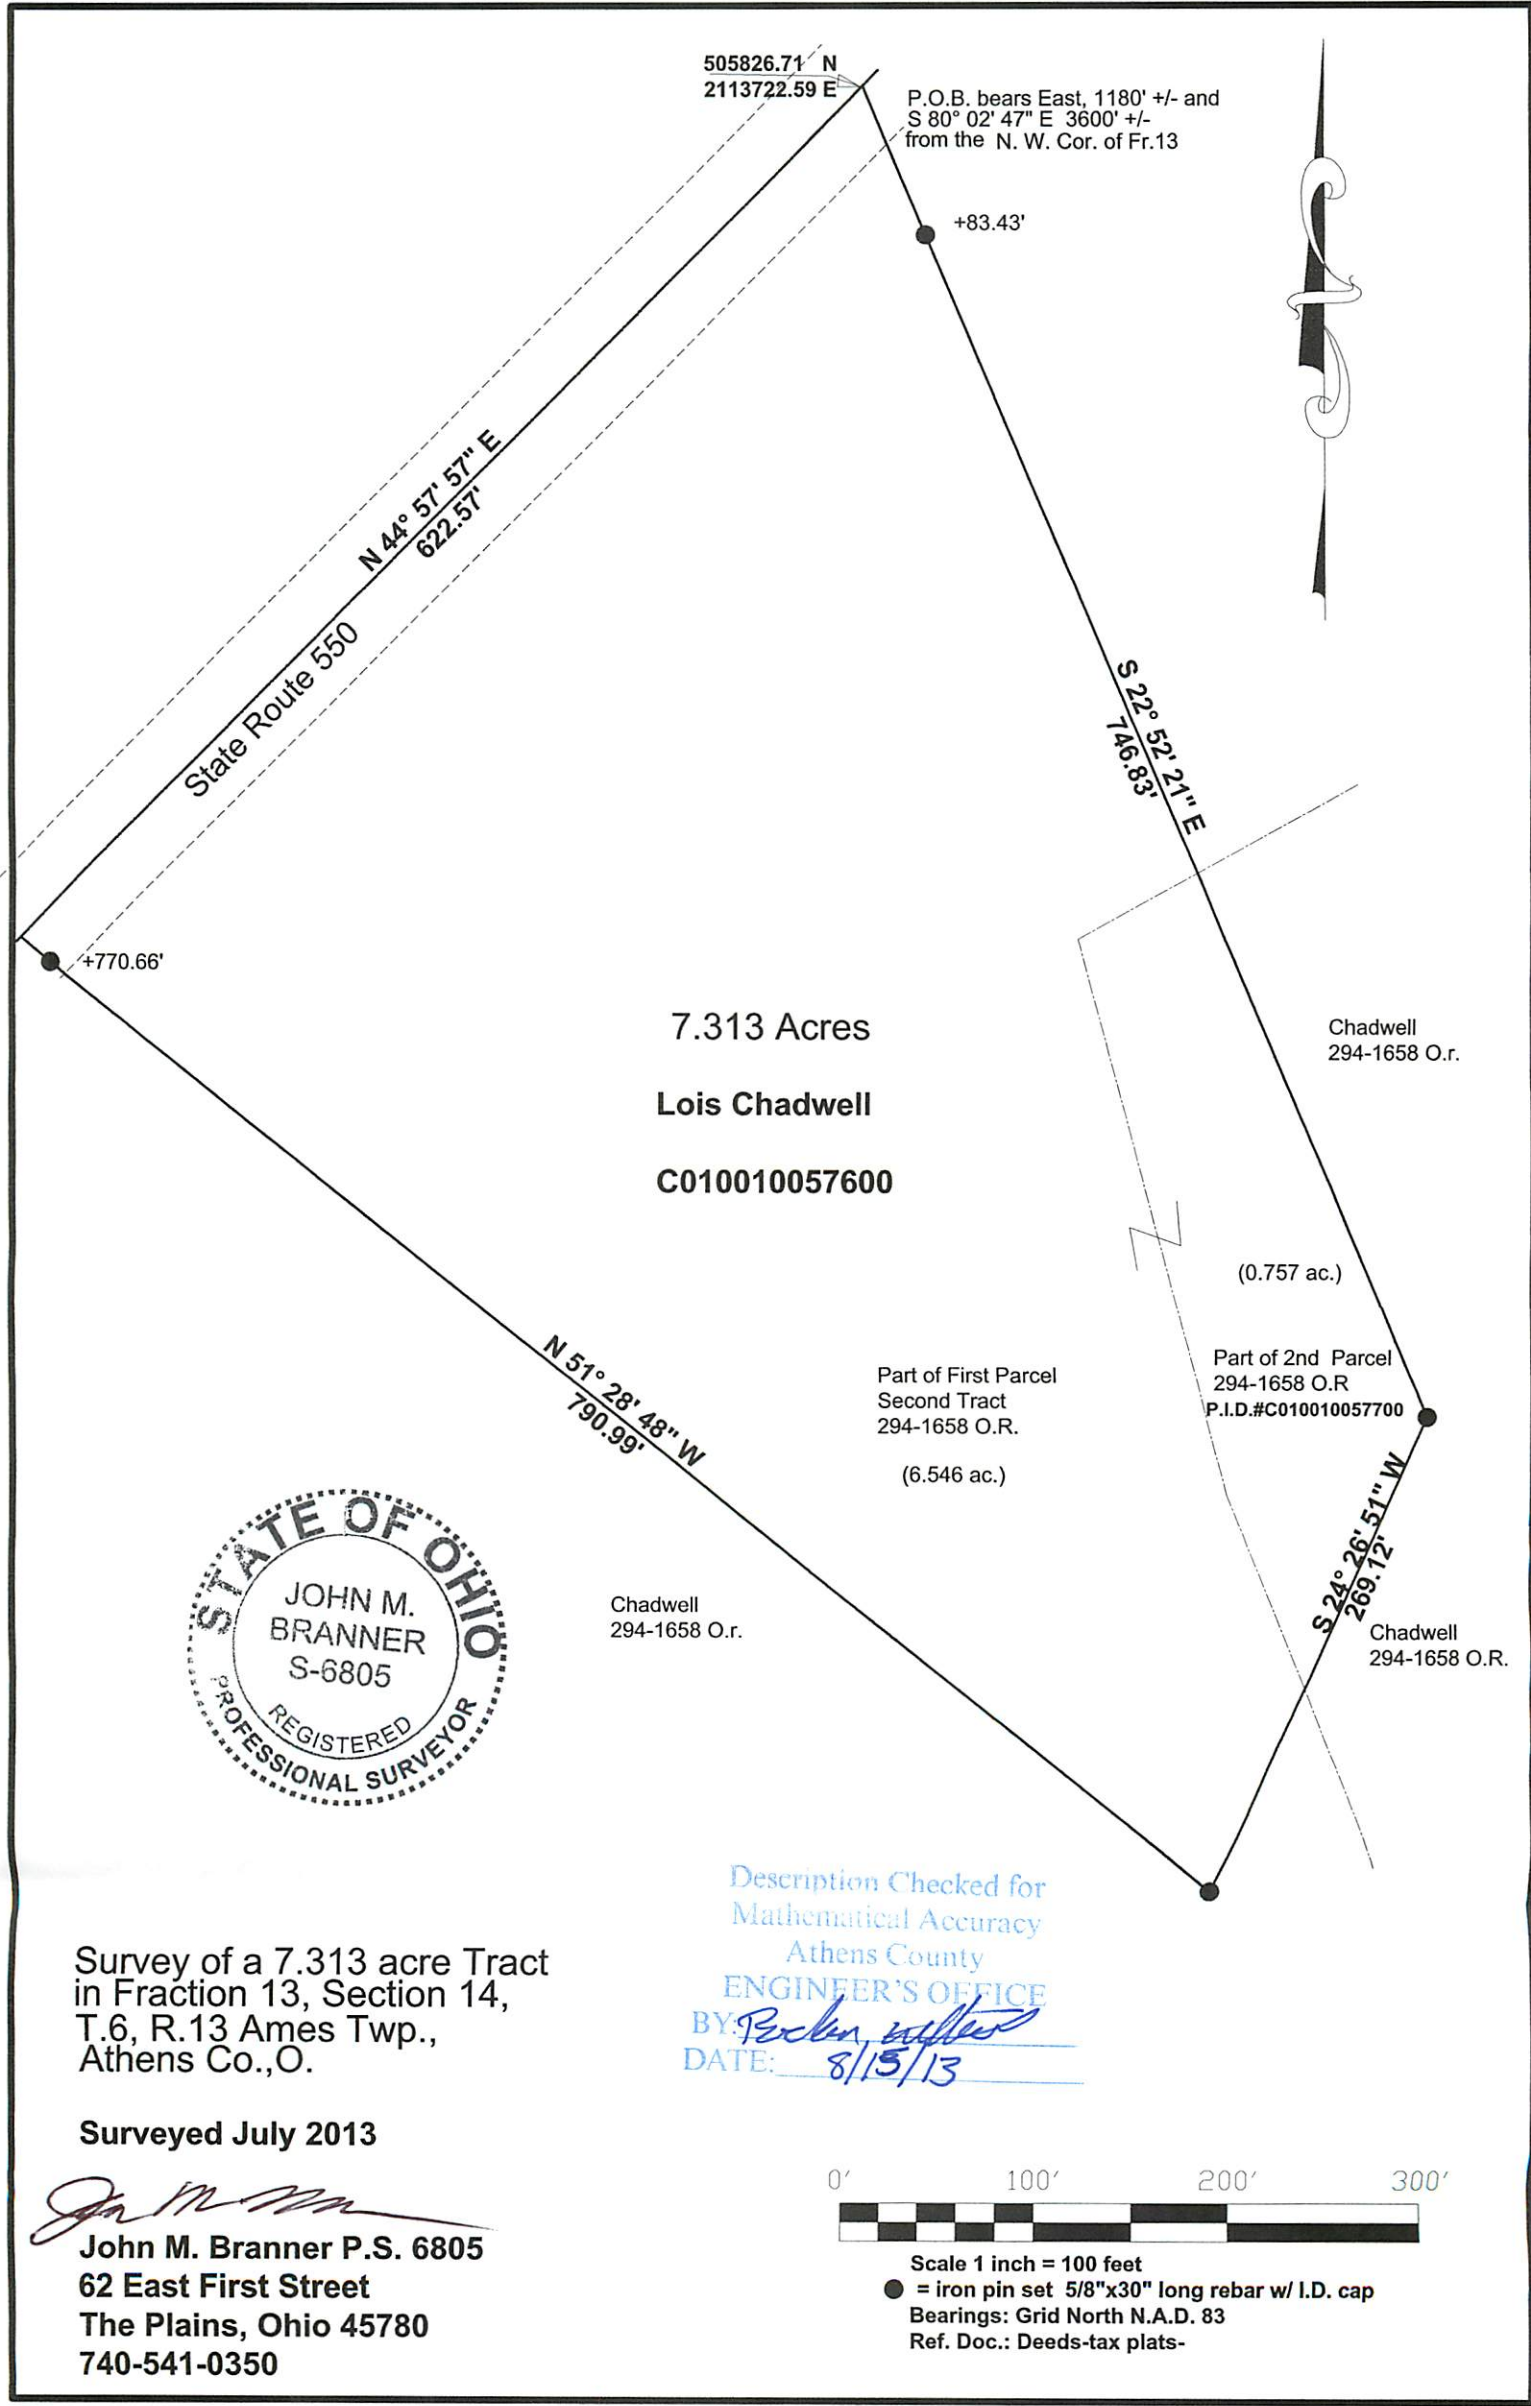 505826.71 N
2113722.59 E
P.O.B. bears East, 1180' +/- and
S 80° 02' 47" E 3600' +/-
from the N. W. Cor. of Fr.13
+83.43'
N 44° 57' 57" E
622.57'
State Route 550
S 22° 52' 21" E
746.83'
+770.66'
7.313 Acres
Lois Chadwell
C010010057600
Chadwell
294-1658 O.r.
(0.757 ac.)
Part of 2nd Parcel
294-1658 O.R
P.I.D.#C010010057700
Part of First Parcel
Second Tract
294-1658 O.R.
(6.546 ac.)
N 51° 28' 48" W
790.99'
S 24° 26' 51" W
269.12'
Chadwell
294-1658 O.R.
Chadwell
294-1658 O.r.
STATE OF OHIO
JOHN M.
BRANNER
S-6805
REGISTERED
PROFESSIONAL SURVEYOR
Description Checked for
Mathematical Accuracy
Athens County
ENGINEER'S OFFICE
BY:
DATE: 8/15/13
Survey of a 7.313 acre Tract
in Fraction 13, Section 14,
T.6, R.13 Ames Twp.,
Athens Co.,O.
Surveyed July 2013
John M. Branner P.S. 6805
62 East First Street
The Plains, Ohio 45780
740-541-0350
0' 100' 200' 300'
Scale 1 inch = 100 feet
= iron pin set 5/8"x30" long rebar w/ I.D. cap
Bearings: Grid North N.A.D. 83
Ref. Doc.: Deeds-tax plats-